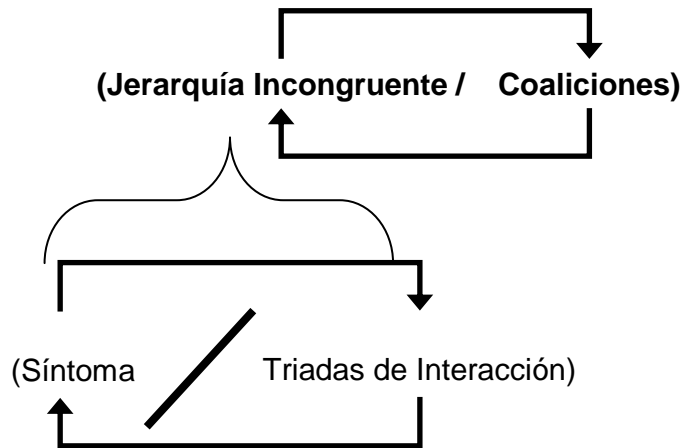 (Jerarquía Incongruente / Coaliciones)
(Síntoma / Triadas de Interacción)